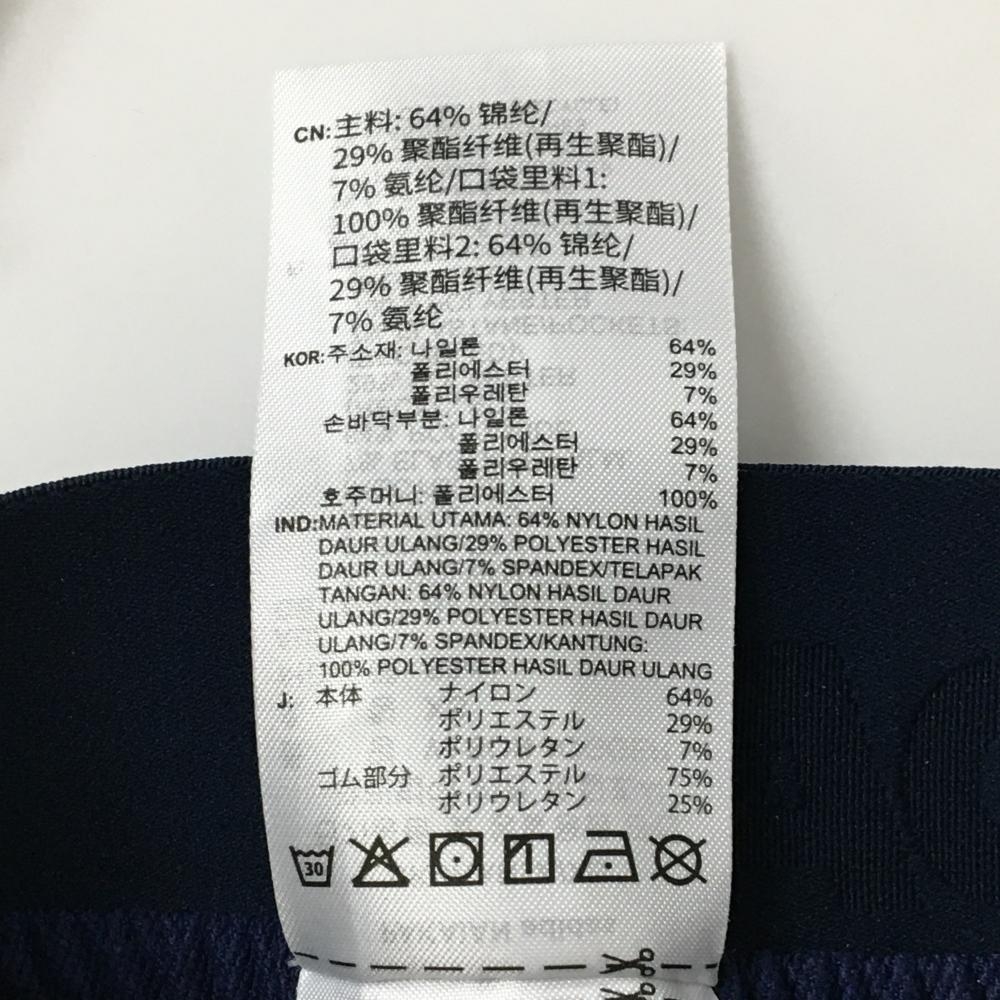 CN: 主料: 64% 锦纶/
29% 聚酯纤维(再生聚酯)/
7% 氨纶/口袋里料1:
100% 聚酯纤维(再生聚酯)/
口袋里料2: 64% 锦纶/
29% 聚酯纤维(再生聚酯)/
7% 氨纶
KOR: 주소재: 나일론 64%
폴리에스터 29%
폴리우레탄 7%
손바닥부분: 나일론 64%
폴리에스터 29%
폴리우레탄 7%
호주머니: 폴리에스터 100%
IND:MATERIAL UTAMA: 64% NYLON HASIL
DAUR ULANG/29% POLYESTER HASIL
DAUR ULANG/7% SPANDEX/TELAPAK
TANGAN: 64% NYLON HASIL DAUR
ULANG/29% POLYESTER HASIL DAUR
ULANG/7% SPANDEX/KANTUNG:
100% POLYESTER HASIL DAUR ULANG
J: 本体 ナイロン 64%
ポリエステル 29%
ポリウレタン 7%
ゴム部分 ポリエステル 75%
ポリウレタン 25%
30